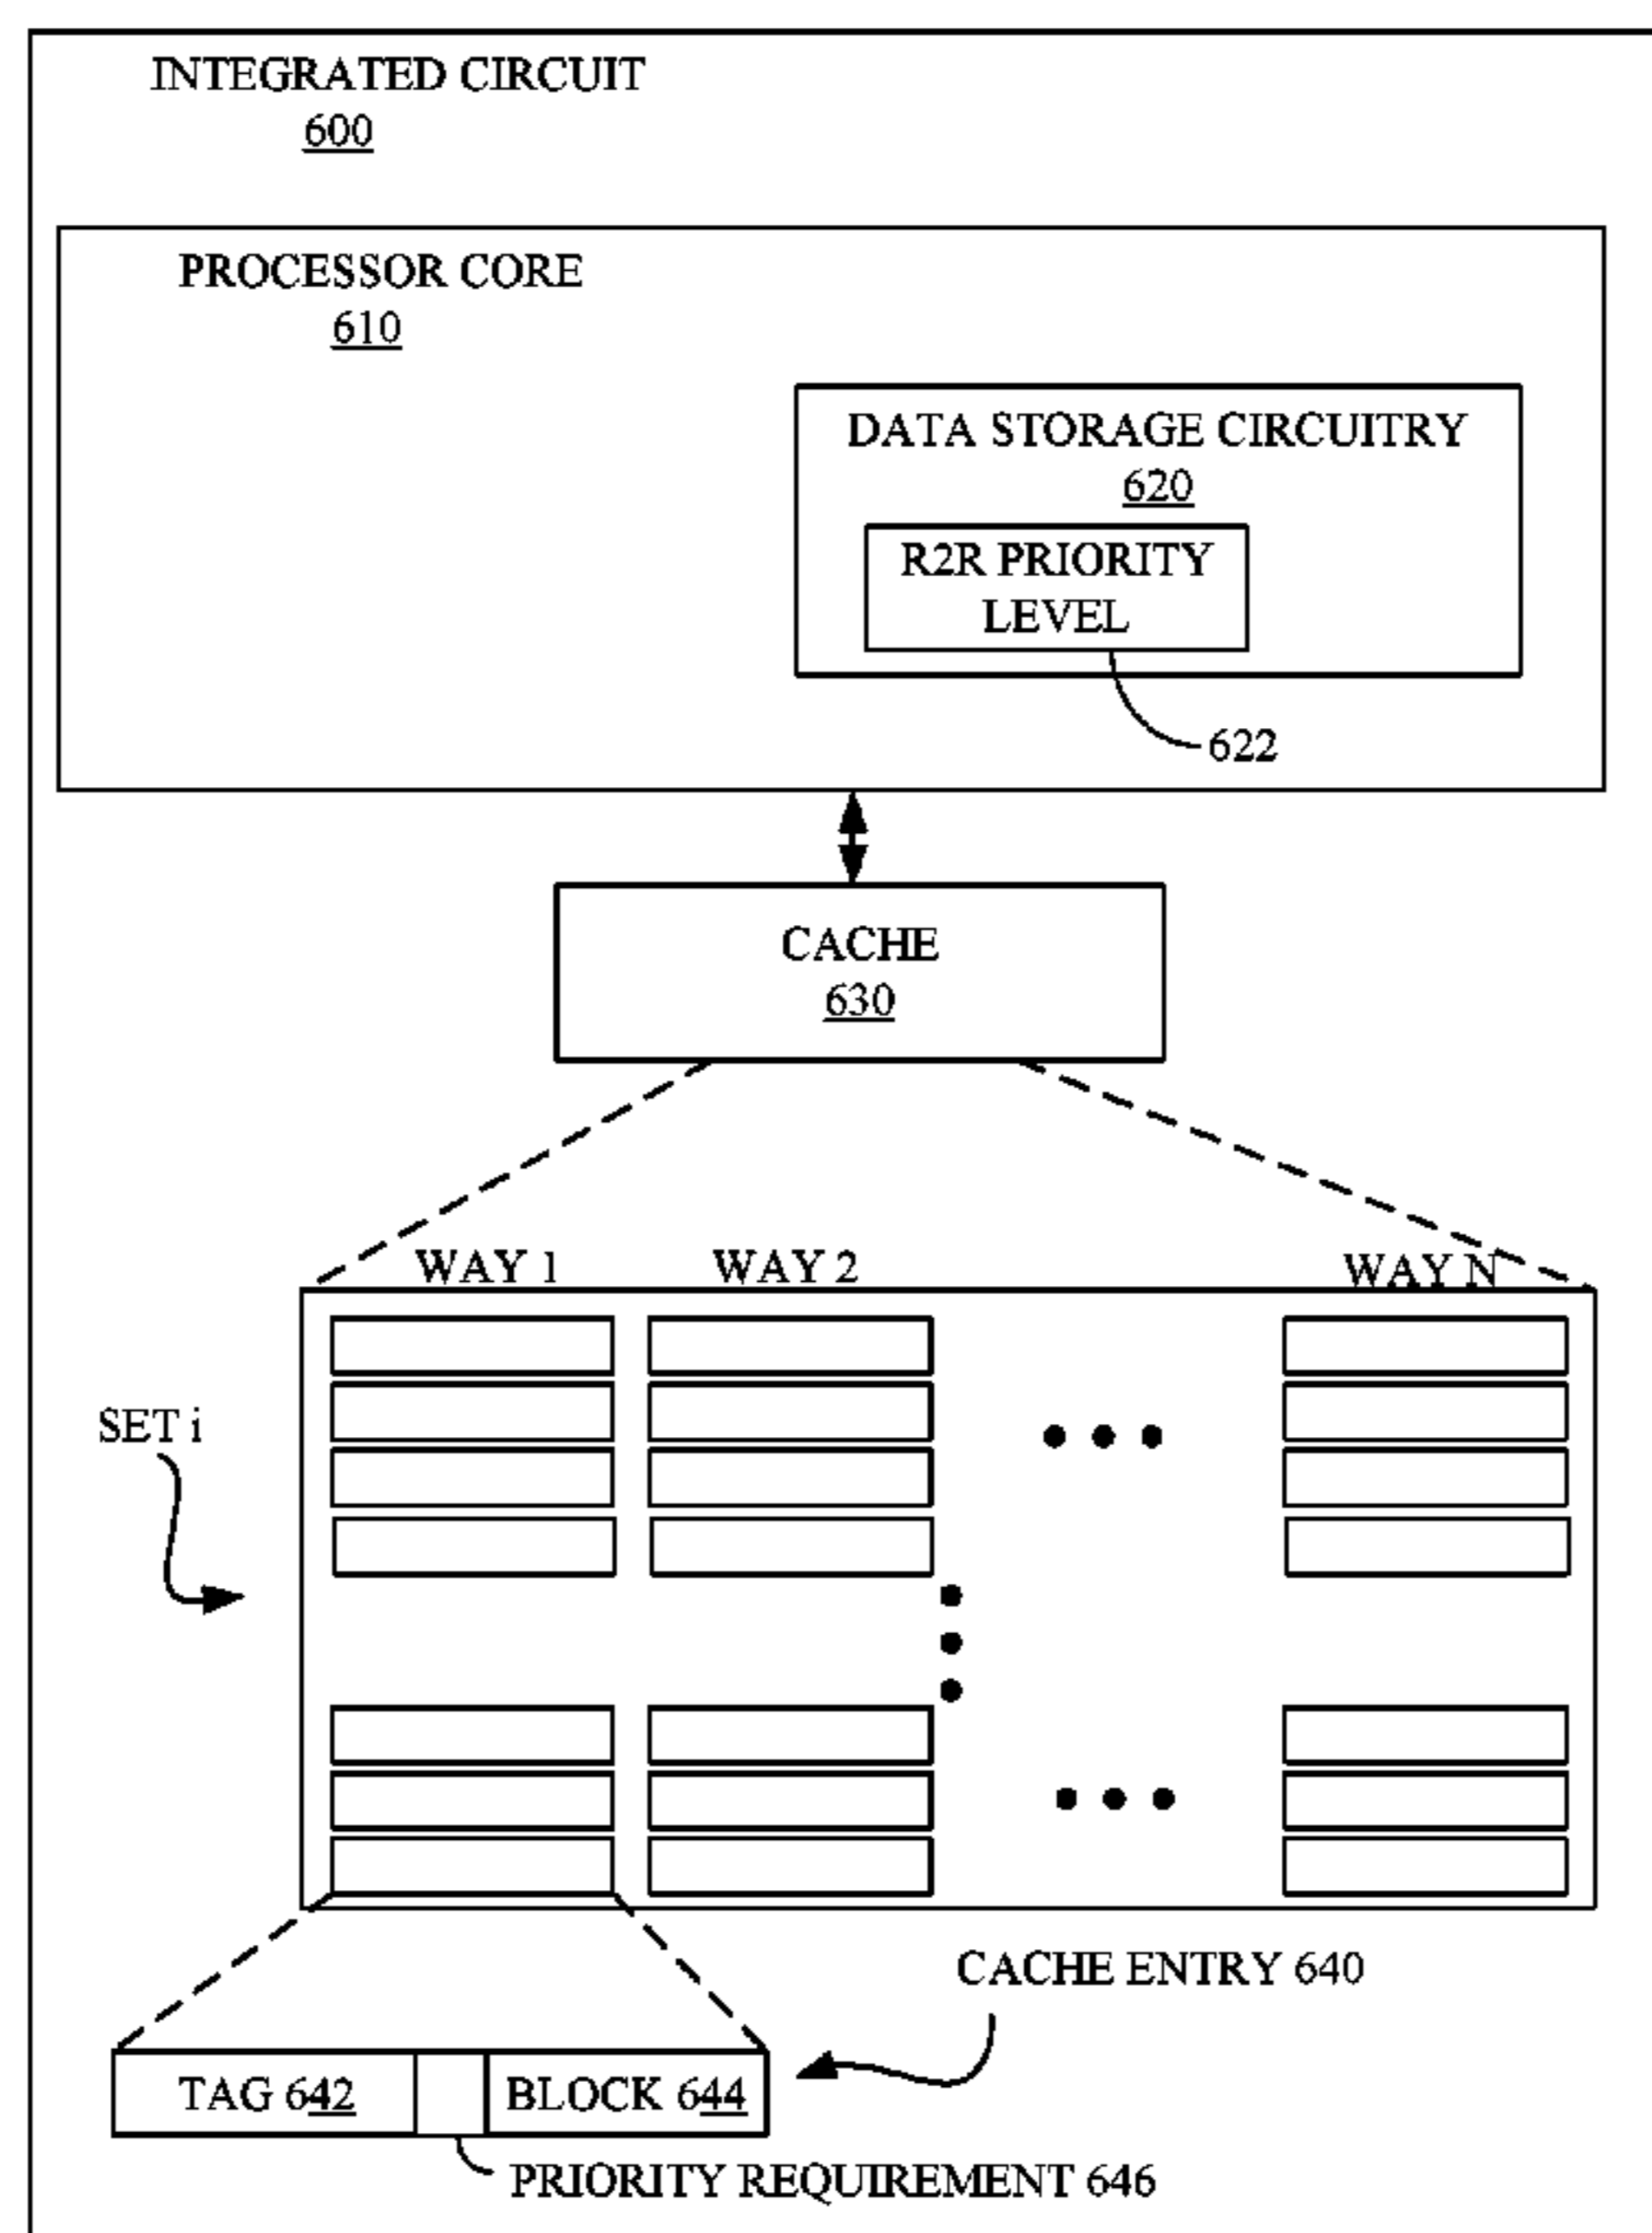 INTEGRATED CIRCUIT
600
PROCESSOR CORE
610
DATA STORAGE CIRCUITRY
620
R2R PRIORITY
LEVEL
622
CACHE
630
WAY 1 WAY 2 WAY N
SET i
CACHE ENTRY 640
TAG 642 BLOCK 644
PRIORITY REQUIREMENT 646